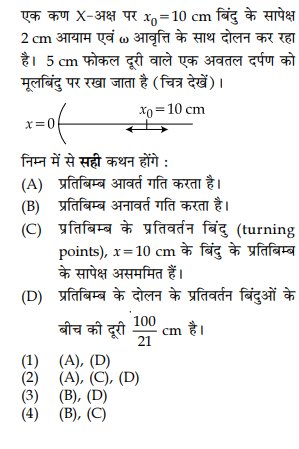 एक कण X-अक्ष पर x₀=10 cm बिंदु के सापेक्ष
2 cm आयाम एवं ω आवृत्ति के साथ दोलन कर रहा
है। 5 cm फोकल दूरी वाले एक अवतल दर्पण को
मूलबिंदु पर रखा जाता है (चित्र देखें)।
x₀=10 cm
x=0
निम्न में से सही कथन होंगे :
(A) प्रतिबिम्ब आवर्त गति करता है।
(B) प्रतिबिम्ब अनावर्त गति करता है।
(C) प्रतिबिम्ब के प्रतिवर्तन बिंदु (turning
points), x=10 cm के बिंदु के प्रतिबिम्ब
के सापेक्ष असममित हैं।
(D) प्रतिबिम्ब के दोलन के प्रतिवर्तन बिंदुओं के
बीच की दूरी 100/21 cm है।
(1) (A), (D)
(2) (A), (C), (D)
(3) (B), (D)
(4) (B), (C)